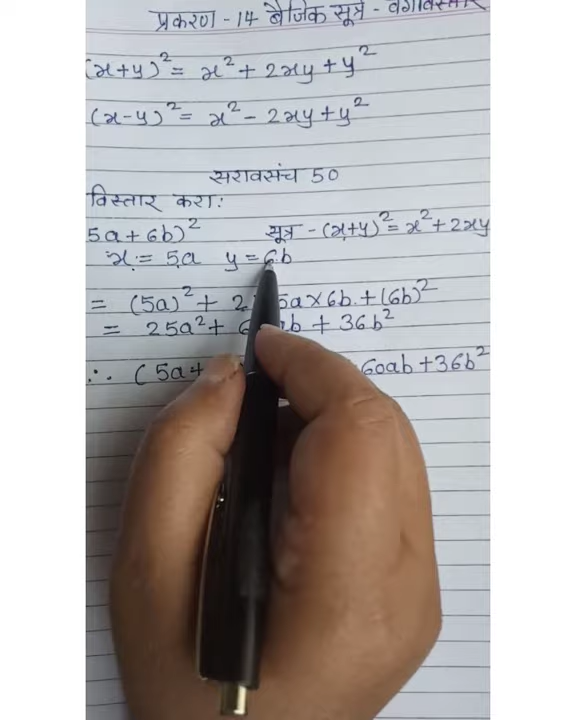 प्रकरण - 14 बैजिक सूत्रे - वर्गविस्तार
(x+y)² = x² + 2xy + y²
(x-y)² = x² - 2xy + y²
सरावसंच 50
विस्तार करा:
5a + 6b)² सूत्र - (x+y)² = x² + 2xy
x = 5a y = 6b
= (5a)² + 2 5a × 6b + (6b)²
= 25a² + 6 b + 36b²
∴ (5a + 60ab + 36b²